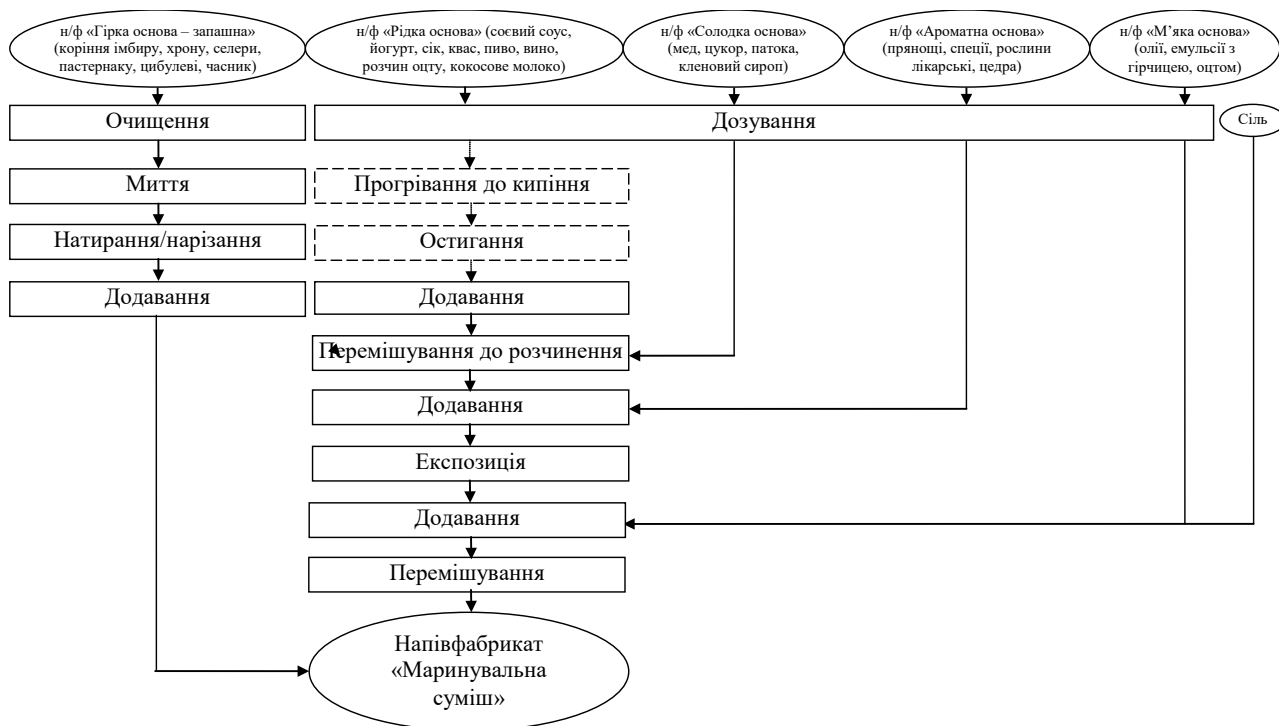 н/ф «Гірка основа – запашна»
(коріння імбиру, хрону, селери,
пастернаку, цибулеві, часник)
н/ф «Рідка основа» (соєвий соус,
йогурт, сік, квас, пиво, вино,
розчин оцту, кокосове молоко)
н/ф «Солодка основа»
(мед, цукор, патока,
кленовий сироп)
н/ф «Ароматна основа»
(прянощі, спеції, рослини
лікарські, цедра)
н/ф «М’яка основа»
(олії, емульсії з
гірчицею, оцтом)
Очищення
Дозування
Сіль
Миття
Прогрівання до кипіння
Натирання/нарізання
Остигання
Додавання
Додавання
Перемішування до розчинення
Додавання
Експозиція
Додавання
Перемішування
Напівфабрикат
«Маринувальна
суміш»